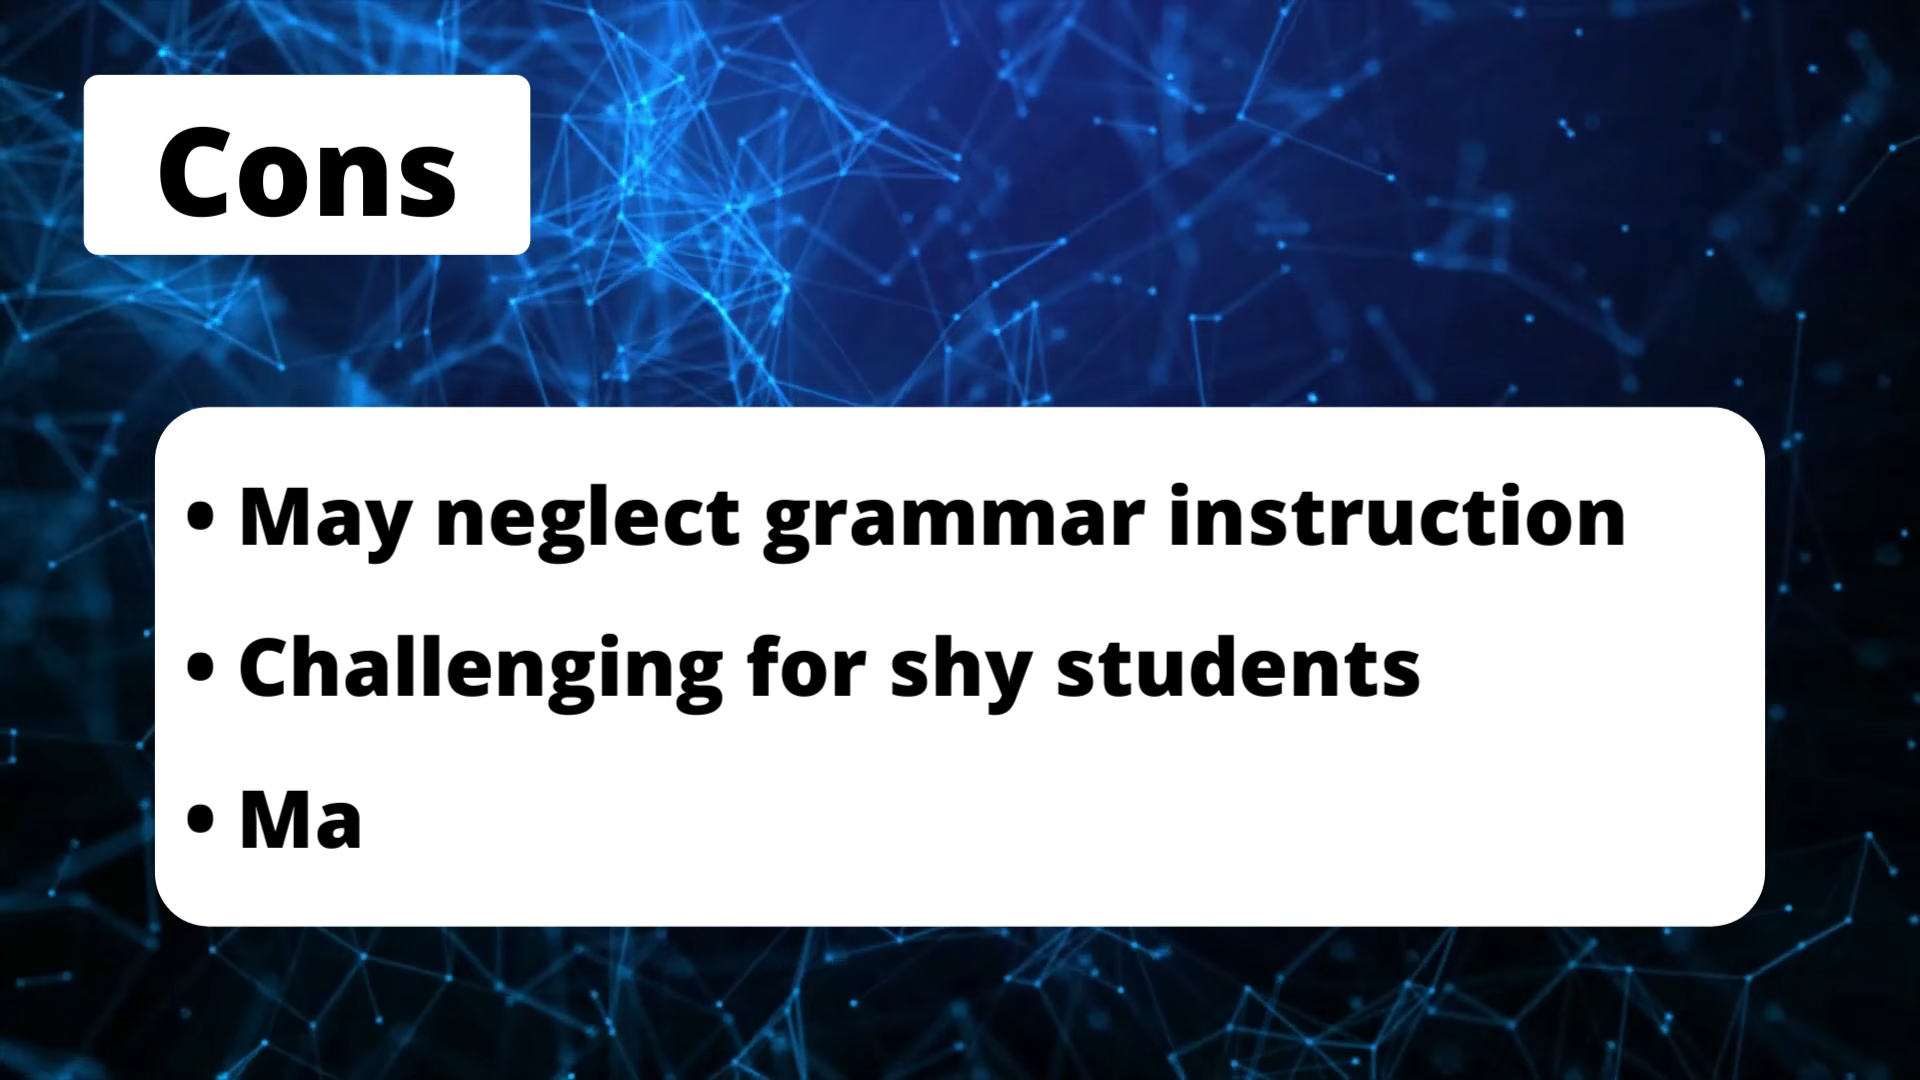 Cons
• May neglect grammar instruction
• Challenging for shy students
• Ma